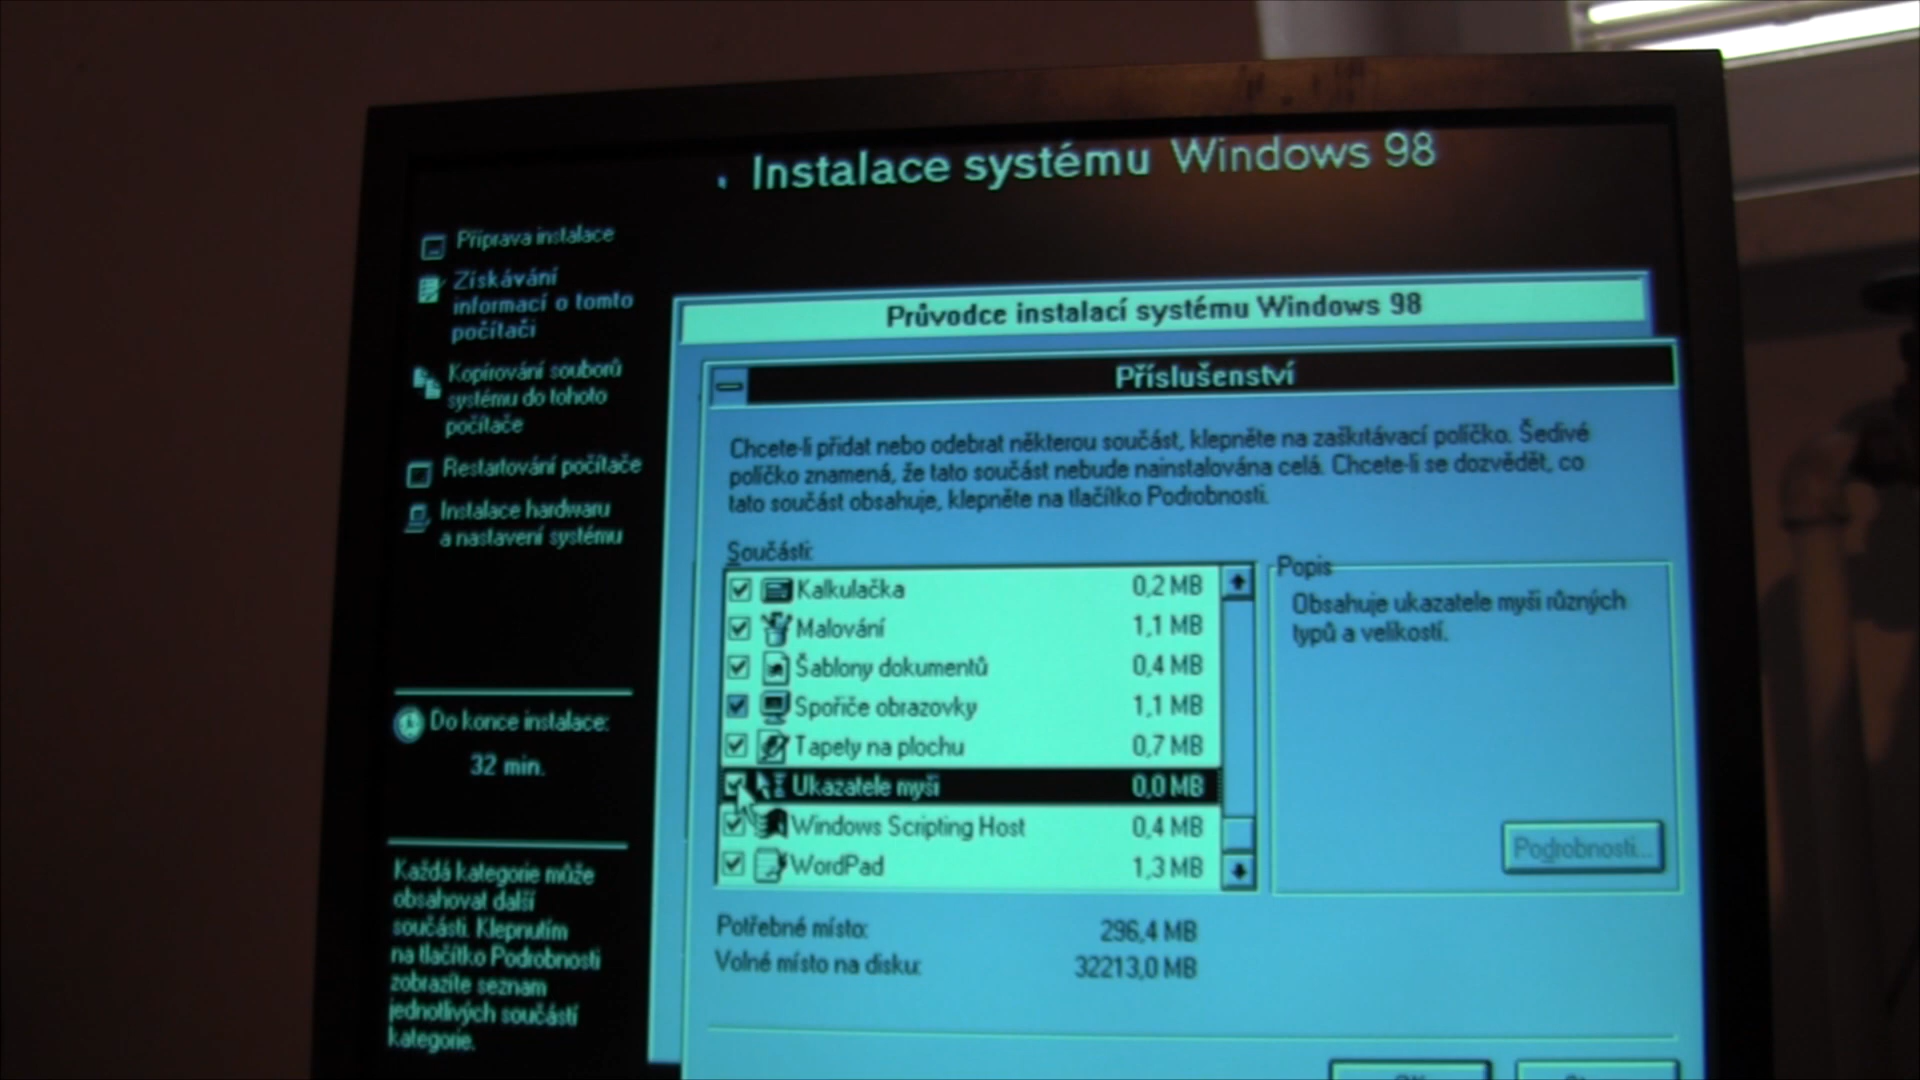 Instalace systému Windows 98
Příprava instalace
Získávání
informací o tomto
počítači
Kopírování souborů
systému do tohoto
počítače
Restartování počítače
Instalace hardwaru
a nastavení systému
Do konce instalace:
32 min.
Každá kategorie může
obsahovat další
součásti. Klepnutím
na tlačítko Podrobnosti
zobrazíte seznam
jednotlivých součástí
kategorie.
Průvodce instalací systému Windows 98
Příslušenství
Chcete-li přidat nebo odebrat některou součást, klepněte na zaškrtávací políčko. Šedivé
políčko znamená, že tato součást nebude nainstalována celá. Chcete-li se dozvědět, co
tato součást obsahuje, klepněte na tlačítko Podrobnosti.
Součásti:
Kalkulačka 0,2 MB
Malování 1,1 MB
Šablony dokumentů 0,4 MB
Spořiče obrazovky 1,1 MB
Tapety na plochu 0,7 MB
Ukazatele myši 0,0 MB
Windows Scripting Host 0,4 MB
WordPad 1,3 MB
Popis
Obsahuje ukazatele myši různých
typů a velikostí.
Podrobnosti...
Potřebné místo: 296,4 MB
Volné místo na disku: 32213,0 MB